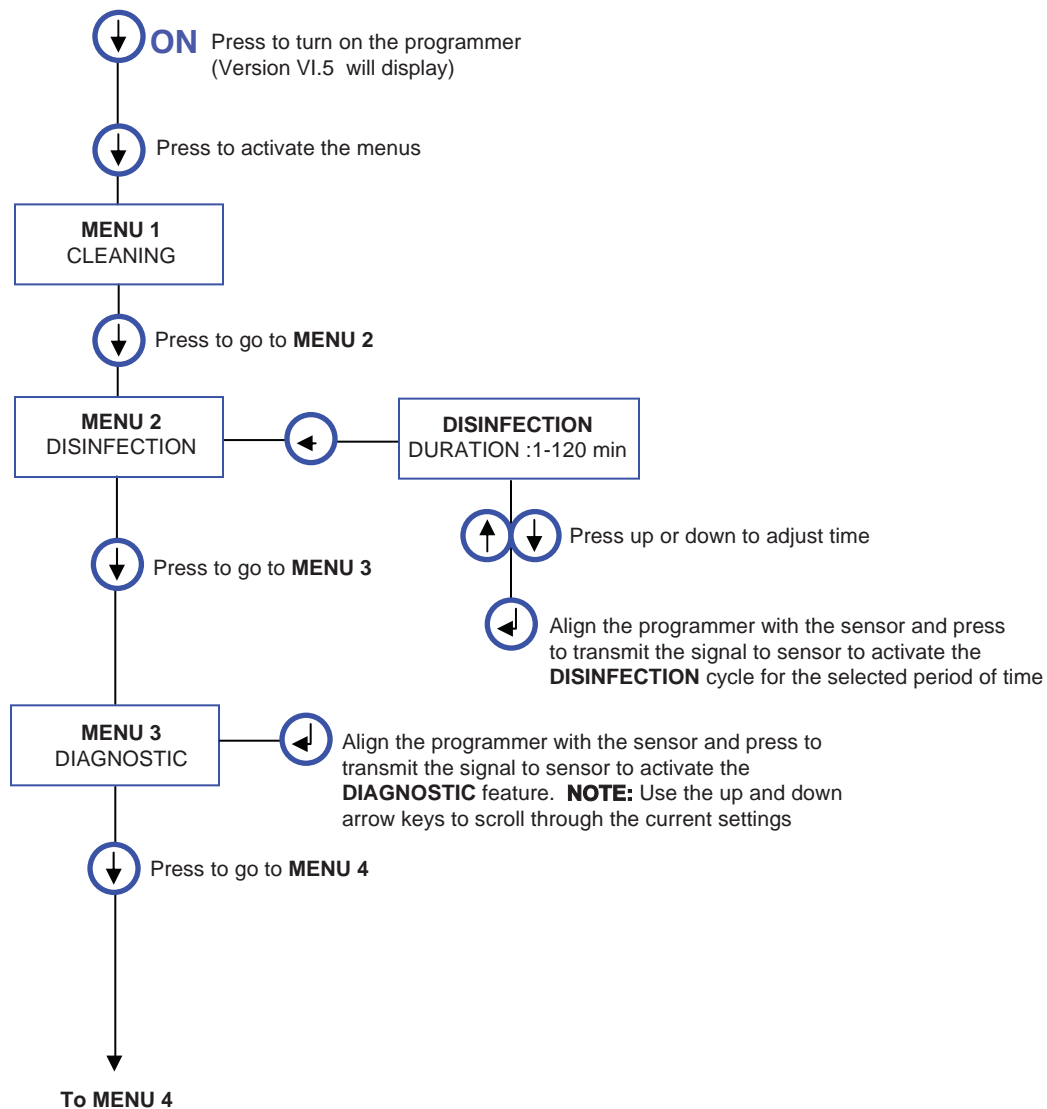 ON Press to turn on the programmer
(Version VI.5 will display)
Press to activate the menus
MENU 1
CLEANING
Press to go to MENU 2
MENU 2
DISINFECTION
DISINFECTION
DURATION :1-120 min
Press up or down to adjust time
Press to go to MENU 3
Align the programmer with the sensor and press
to transmit the signal to sensor to activate the
DISINFECTION cycle for the selected period of time
MENU 3
DIAGNOSTIC
Align the programmer with the sensor and press to
transmit the signal to sensor to activate the
DIAGNOSTIC feature. NOTE: Use the up and down
arrow keys to scroll through the current settings
Press to go to MENU 4
To MENU 4